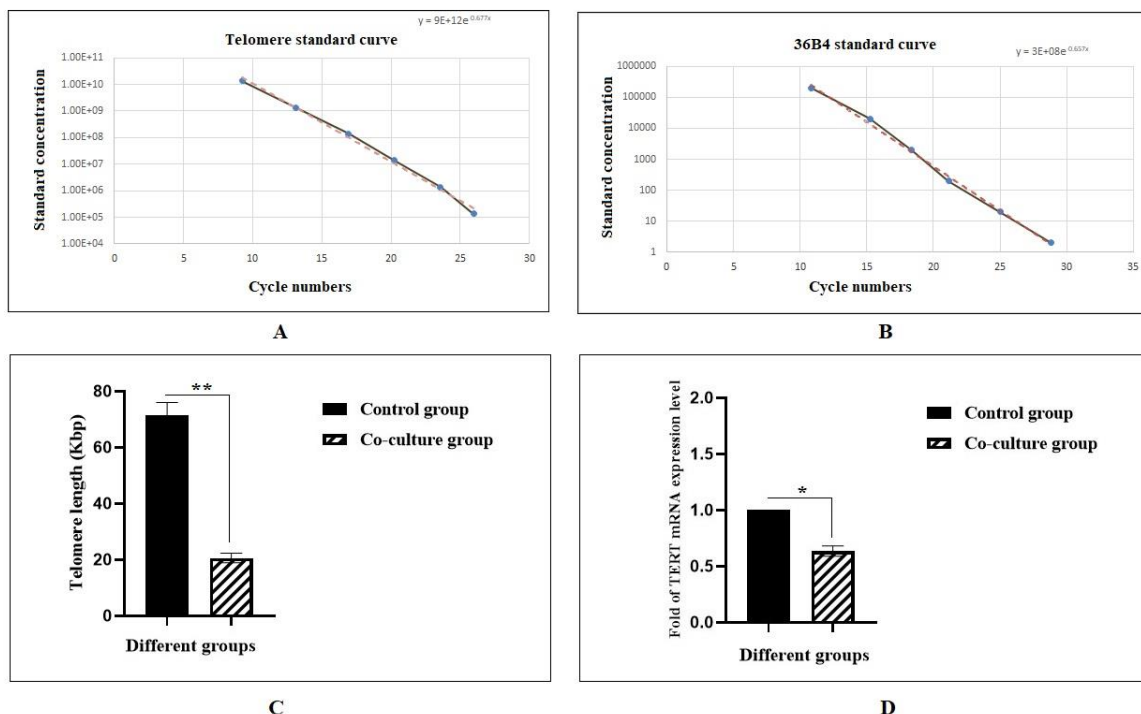 y = 9E+12e^-0.677x
Telomere standard curve
Standard concentration
1.00E+11
1.00E+10
1.00E+09
1.00E+08
1.00E+07
1.00E+06
1.00E+05
1.00E+04
0 5 10 15 20 25 30
Cycle numbers
A
36B4 standard curve
y = 3E+08e^-0.657x
Standard concentration
1000000
100000
10000
1000
100
10
1
0 5 10 15 20 25 30 35
Cycle numbers
B
Telomere length (Kbp)
80
60
40
20
0
**
Control group
Co-culture group
Different groups
C
Fold of TERT mRNA expression level
2.0
1.5
1.0
0.5
0.0
*
Control group
Co-culture group
Different groups
D